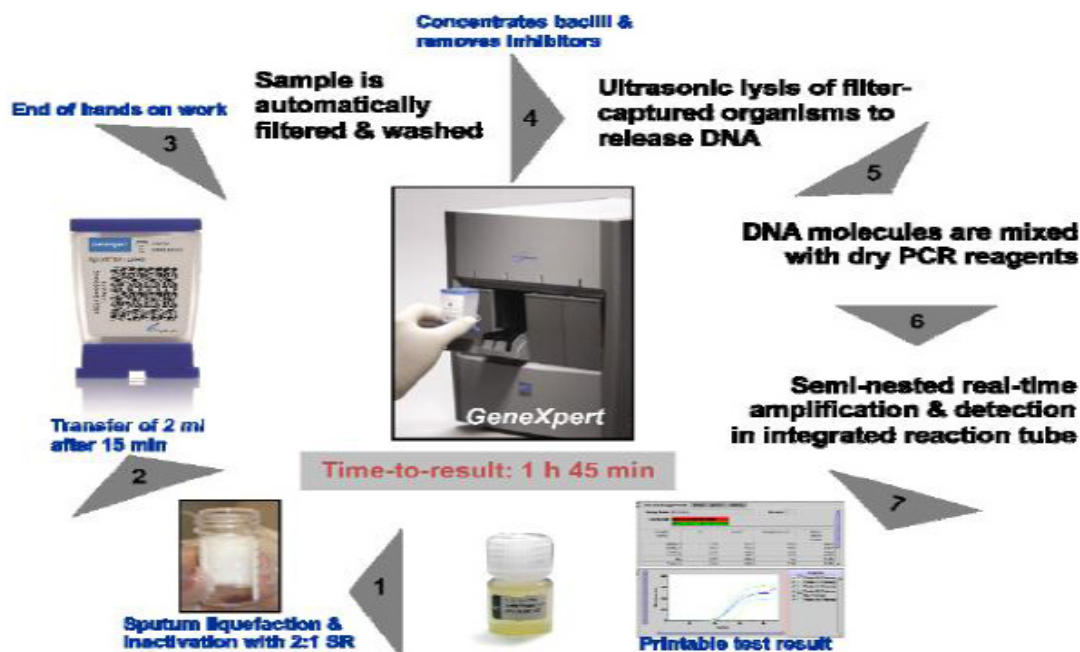 Concentrates bacilli &
removes inhibitors
End of hands on work
3
Sample is
automatically
filtered & washed
4
Ultrasonic lysis of filter-
captured organisms to
release DNA
5
DNA molecules are mixed
with dry PCR reagents
6
Semi-nested real-time
amplification & detection
in integrated reaction tube
7
GeneXpert
Transfer of 2 ml
after 15 min
2
Time-to-result: 1 h 45 min
1
Sputum liquefaction &
inactivation with 2:1 SR
Printable test result